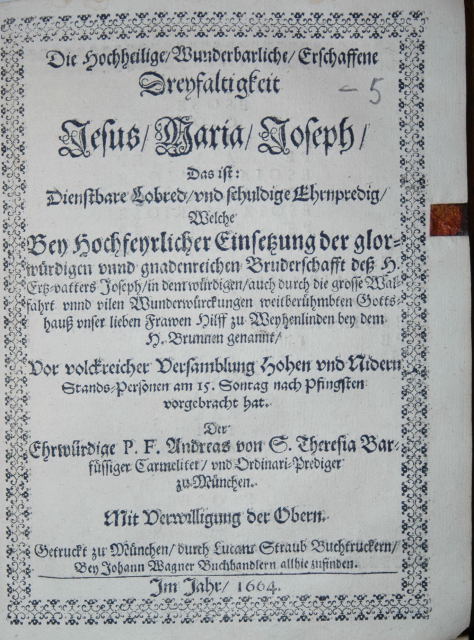 Die Hochheilige/ Wunderbarliche/ Erschaffene
Dreyfaltigkeit
- 5
Jesus/ Maria/ Joseph/
Das ist:
Dienstbare Lobred/ vnd schuldige Ehrnpredig/
Welche
Bey Hochfeyrlicher Einsetzung der glor-
würdigen vnnd gnadenreichen Bruderschafft deß H.
Ertz-vatters Joseph/ in dem würdigen/ auch durch die grosse Wal-
fahrt vnnd vilen Wunderwürckungen weitberühmbten Gotts-
hauß vnser lieben Frawen Hilff zu Weyhenlinden bey dem
H. Brunnen genannt/
Vor volckreicher Versamblung Hohen vnd Nidern
Stands-Persönen am 15. Sontag nach Pfingsten
vorgebracht hat.
Der
Ehrwürdige P. F. Andreas von S. Theresia Bar-
füssiger Carmeliter/ vnd Ordinari-Prediger
zu München.
Mit Verwilligung der Obern.
Getruckt zu München/ durch Lucam Straub Buchtruckern/
Bey Johann Wagner Buchhandlern allhie zufinden.
Im Jahr/ 1664.